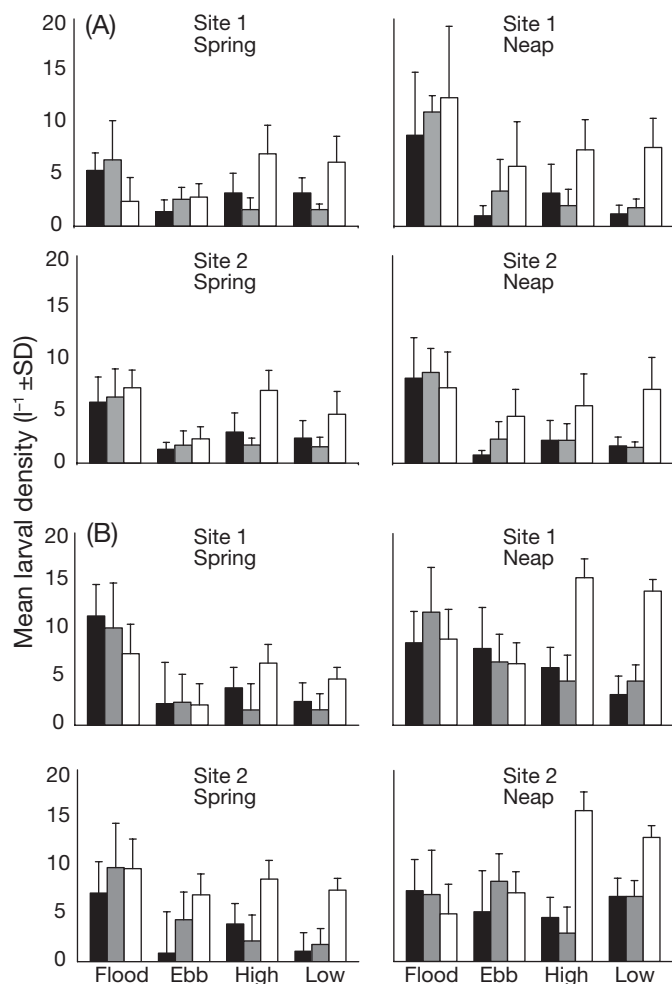 (A)
Site 1
Spring
Site 1
Neap
20
15
10
5
0
Site 2
Spring
Site 2
Neap
20
15
10
5
0
Mean larval density (l⁻¹ ±SD)
(B)
Site 1
Spring
Site 1
Neap
20
15
10
5
0
Site 2
Spring
Site 2
Neap
20
15
10
5
0
Flood Ebb High Low Flood Ebb High Low